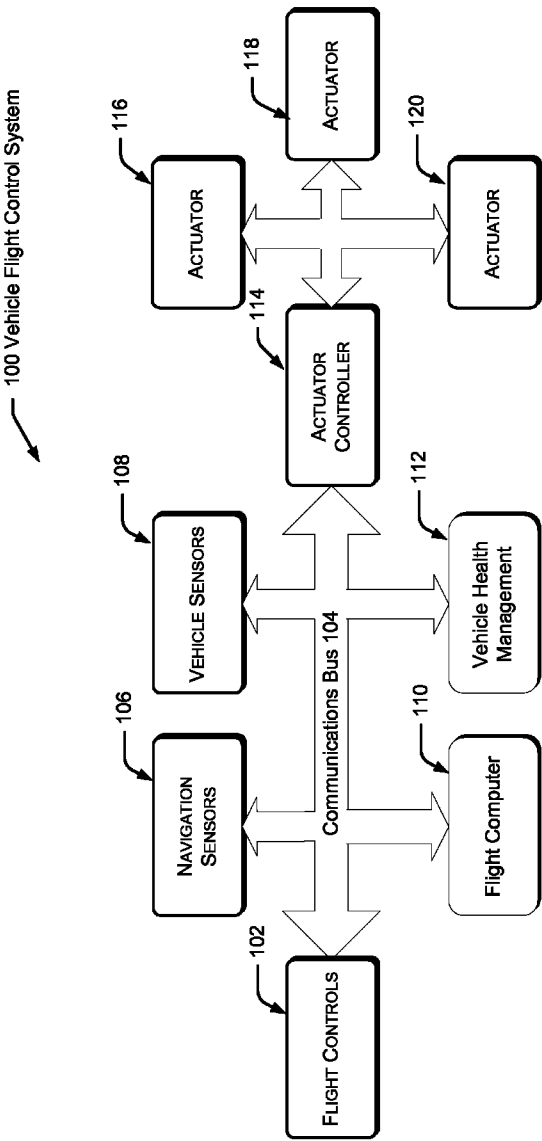 100 Vehicle Flight Control System
106
NAVIGATION
SENSORS
108
VEHICLE SENSORS
116
ACTUATOR
102
FLIGHT CONTROLS
Communications Bus 104
114
ACTUATOR
CONTROLLER
118
ACTUATOR
110
Flight Computer
112
Vehicle Health
Management
120
ACTUATOR